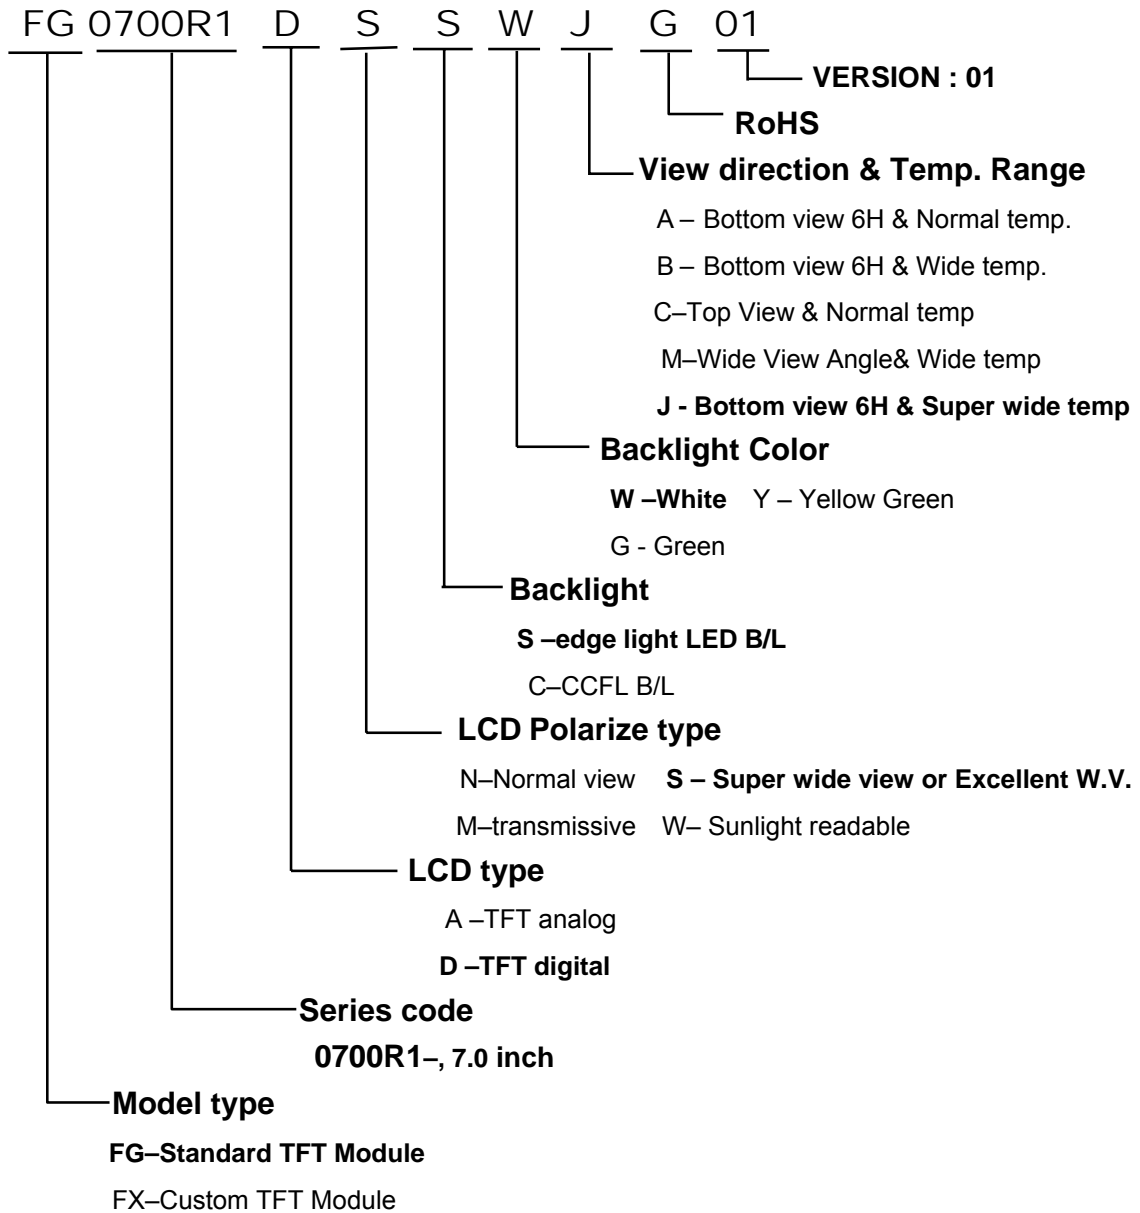 FG 0700R1 D S S W J G 01
VERSION : 01
RoHS
View direction & Temp. Range
A – Bottom view 6H & Normal temp.
B – Bottom view 6H & Wide temp.
C–Top View & Normal temp
M–Wide View Angle& Wide temp
J - Bottom view 6H & Super wide temp
Backlight Color
W –White Y – Yellow Green
G - Green
Backlight
S –edge light LED B/L
C–CCFL B/L
LCD Polarize type
N–Normal view S – Super wide view or Excellent W.V.
M–transmissive W– Sunlight readable
LCD type
A –TFT analog
D –TFT digital
Series code
0700R1–, 7.0 inch
Model type
FG–Standard TFT Module
FX–Custom TFT Module